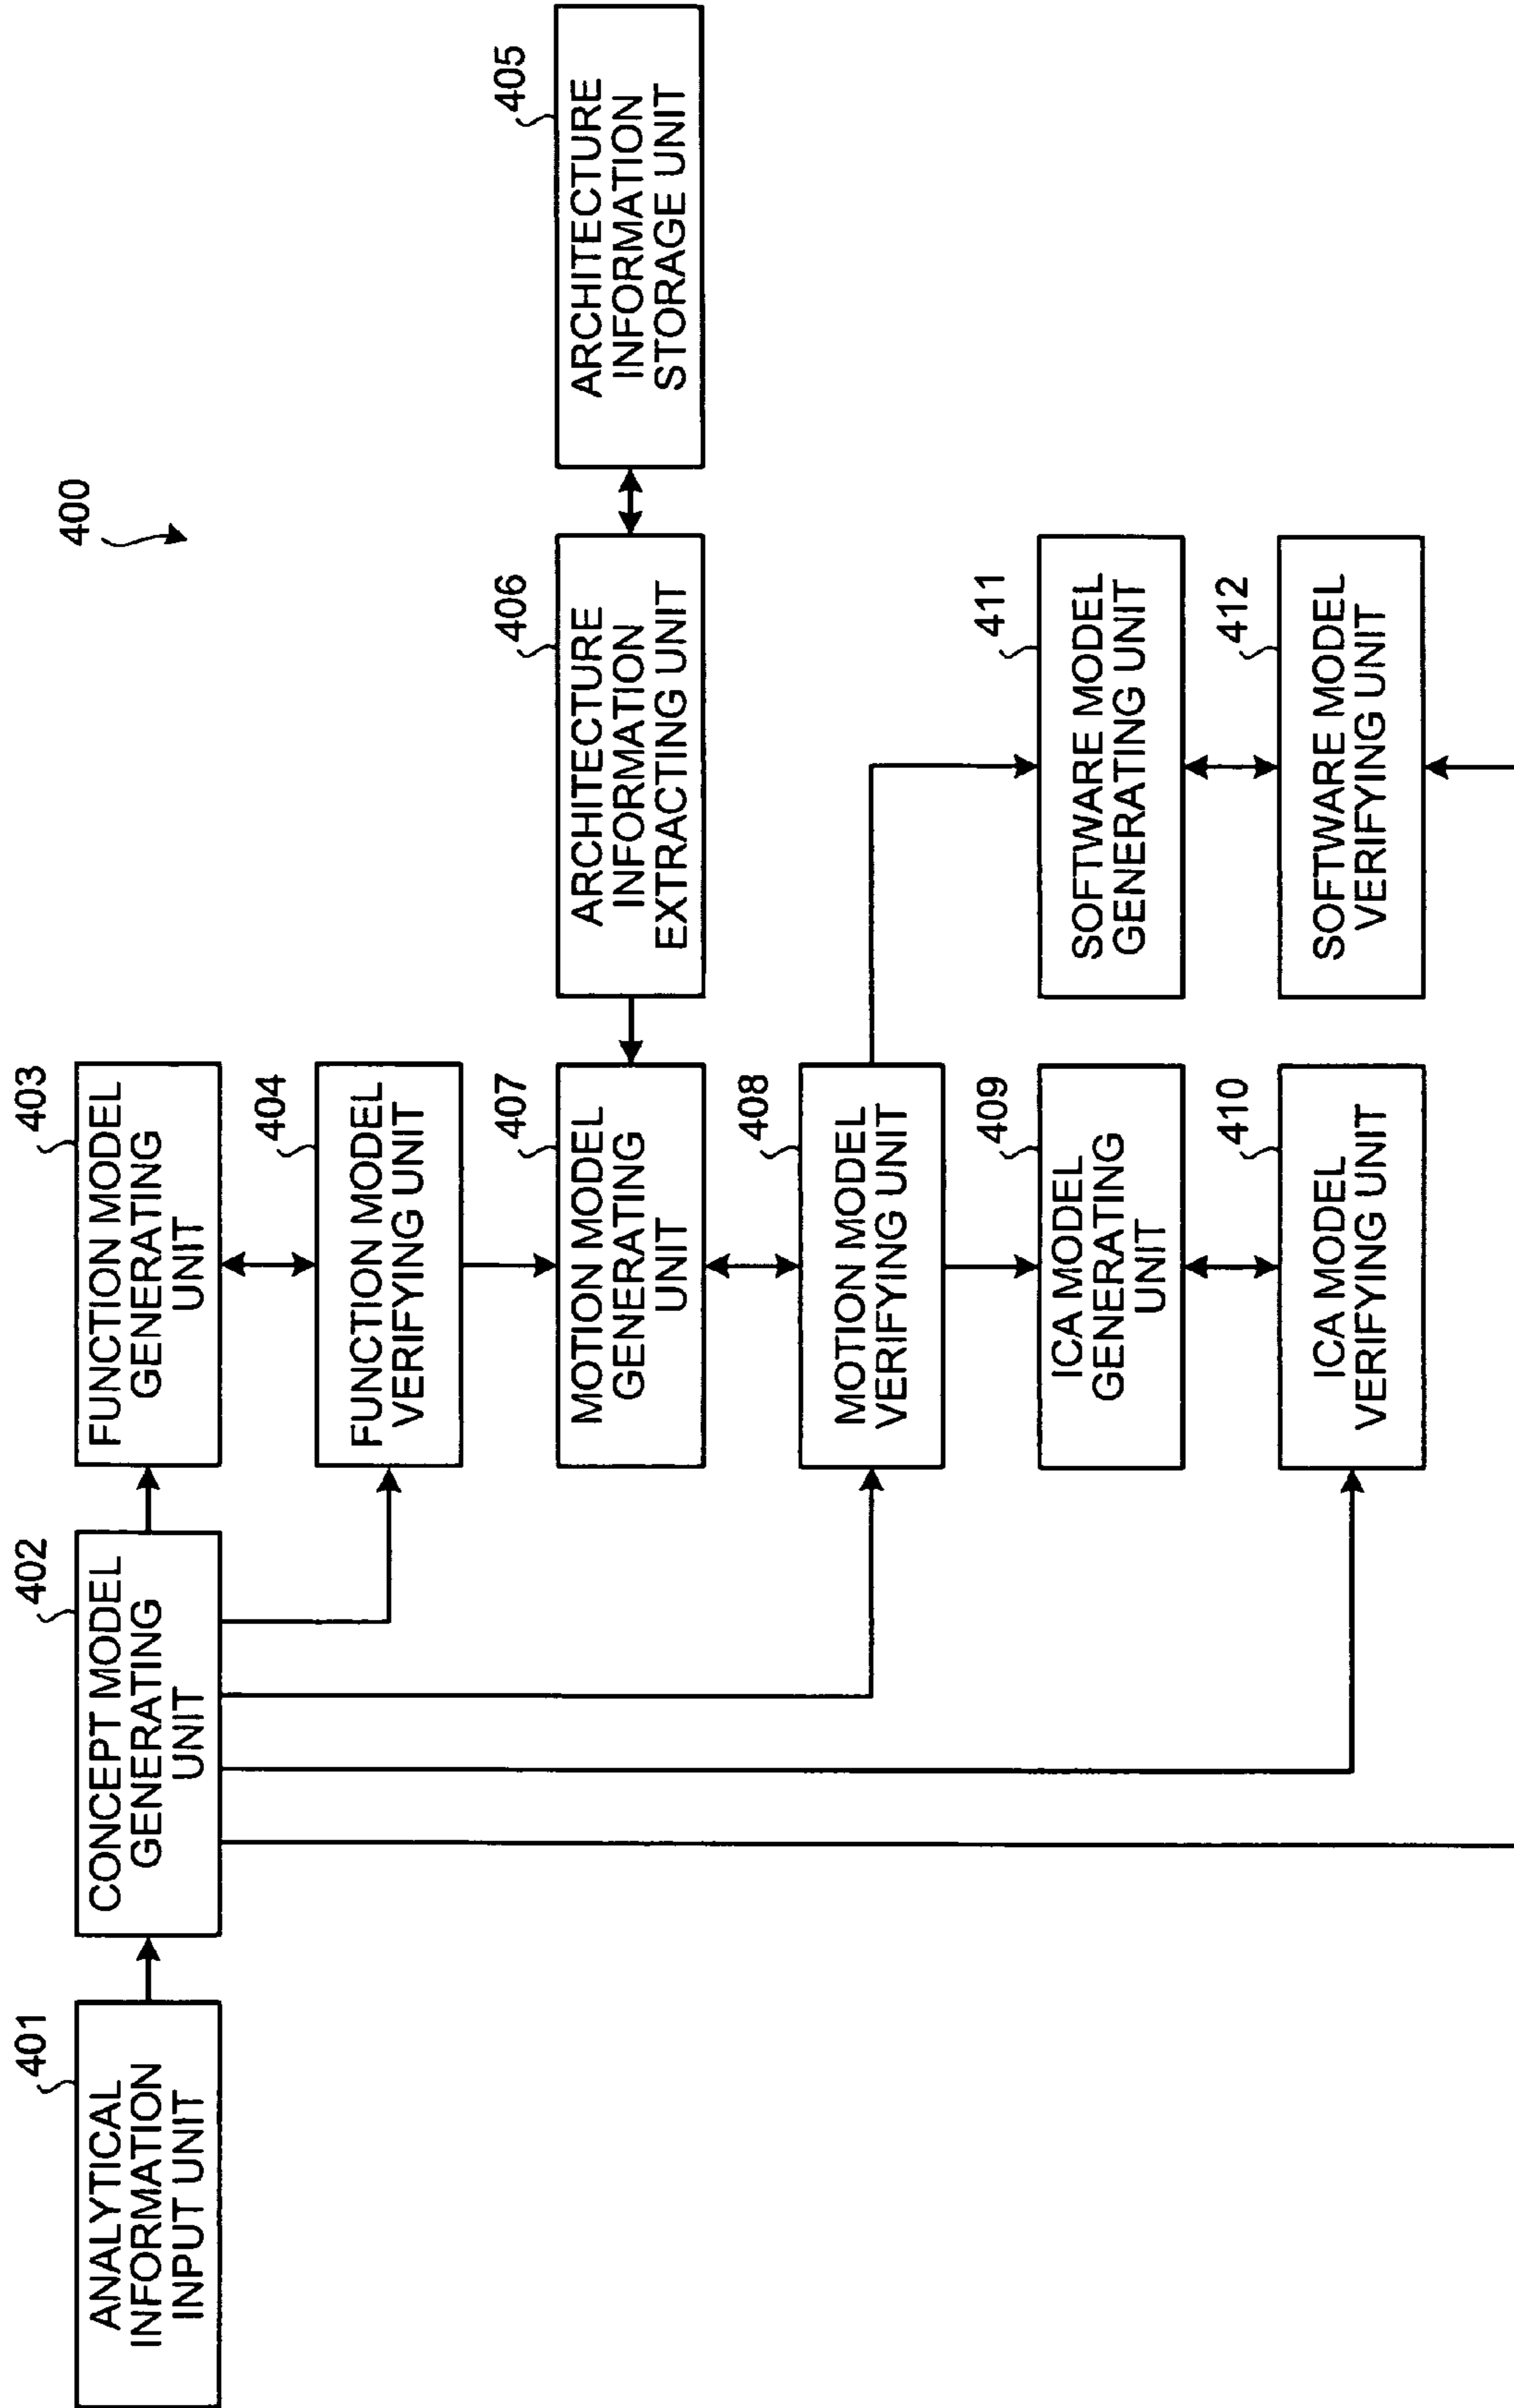 400
401
ANALYTICAL
INFORMATION
INPUT UNIT
402
CONCEPT MODEL
GENERATING
UNIT
403
FUNCTION MODEL
GENERATING
UNIT
404
FUNCTION MODEL
VERIFYING UNIT
405
ARCHITECTURE
INFORMATION
STORAGE UNIT
406
ARCHITECTURE
INFORMATION
EXTRACTING UNIT
407
MOTION MODEL
GENERATING
UNIT
408
MOTION MODEL
VERIFYING UNIT
409
ICA MODEL
GENERATING
UNIT
410
ICA MODEL
VERIFYING UNIT
411
SOFTWARE MODEL
GENERATING UNIT
412
SOFTWARE MODEL
VERIFYING UNIT